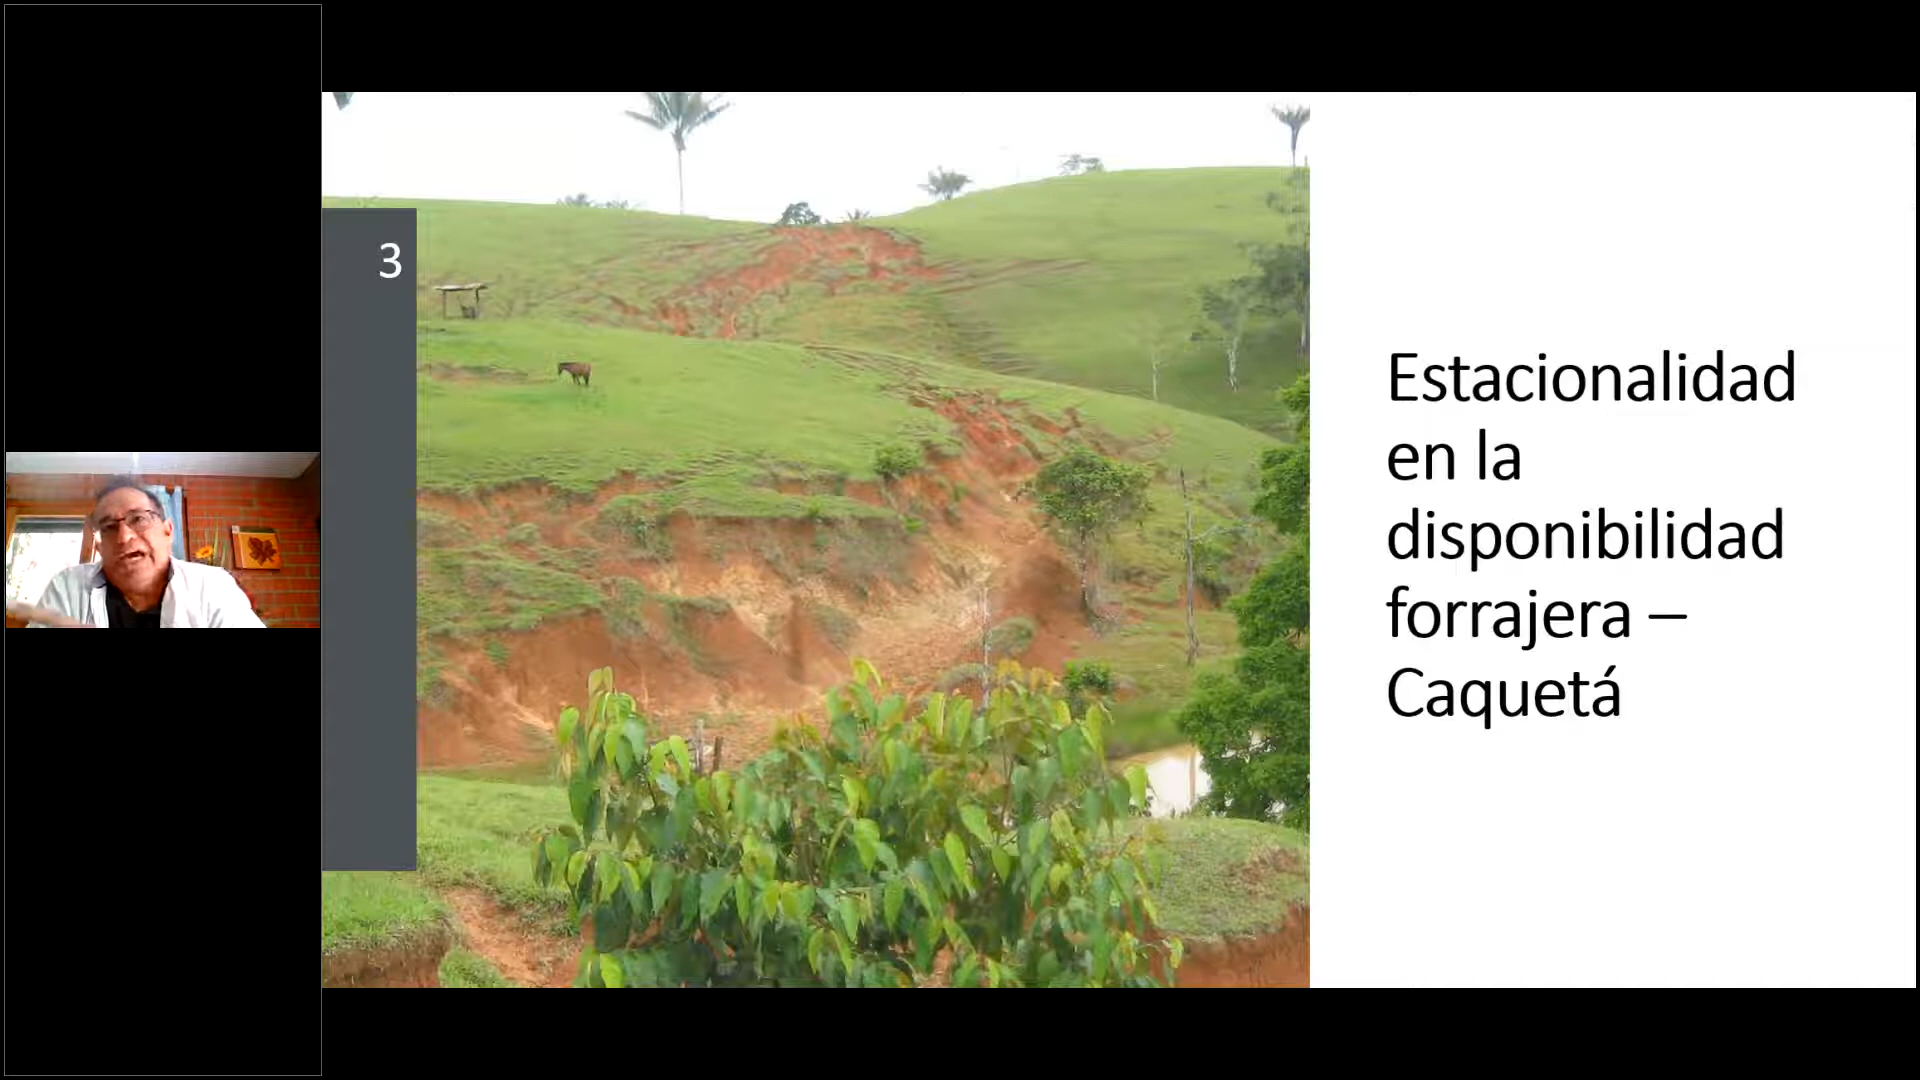 3
Estacionalidad
en la
disponibilidad
forrajera –
Caquetá